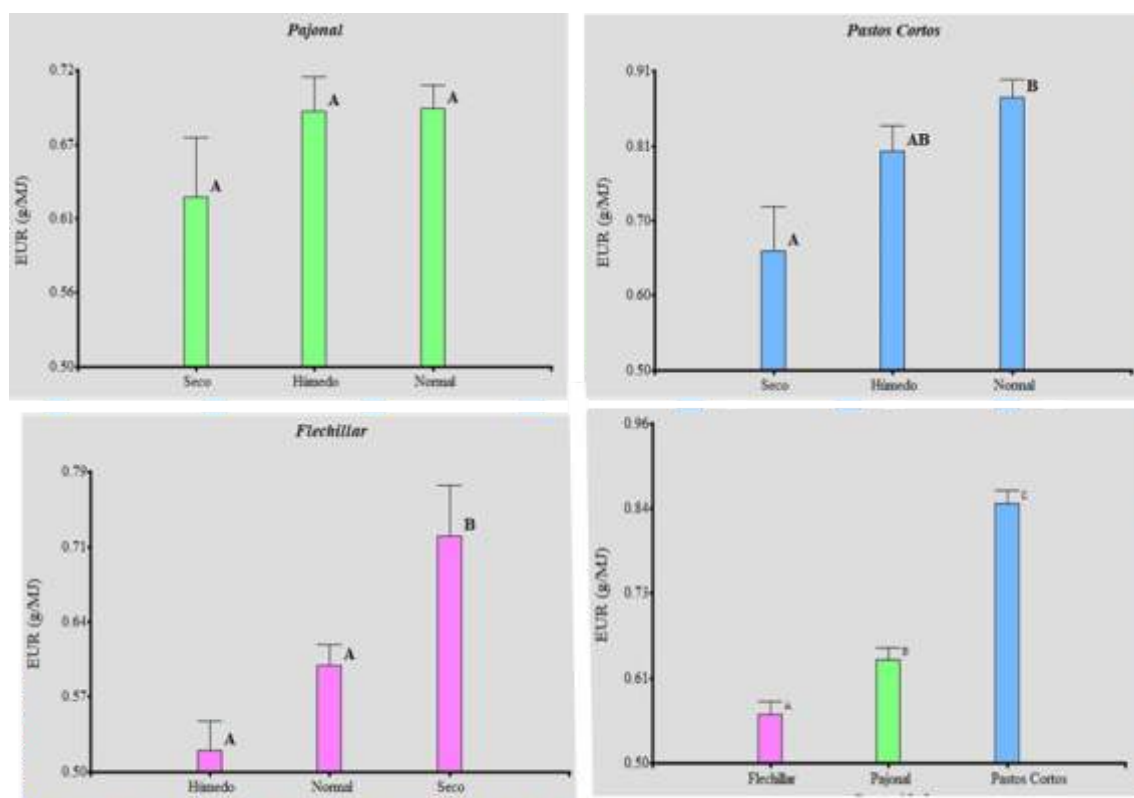 Pajonal
0.72
0.67
0.61
0.56
0.50
EUR (g/MJ)
A
A
A
Seco Húmedo Normal
Pastos Cortos
0.91
0.81
0.70
0.60
0.50
EUR (g/MJ)
A
AB
B
Seco Húmedo Normal
Flechillar
0.79
0.71
0.64
0.57
0.50
EUR (g/MJ)
A
A
B
Húmedo Normal Seco
0.96
0.84
0.73
0.61
0.50
EUR (g/MJ)
A
B
C
Flechillar Pajonal Pastos Cortos